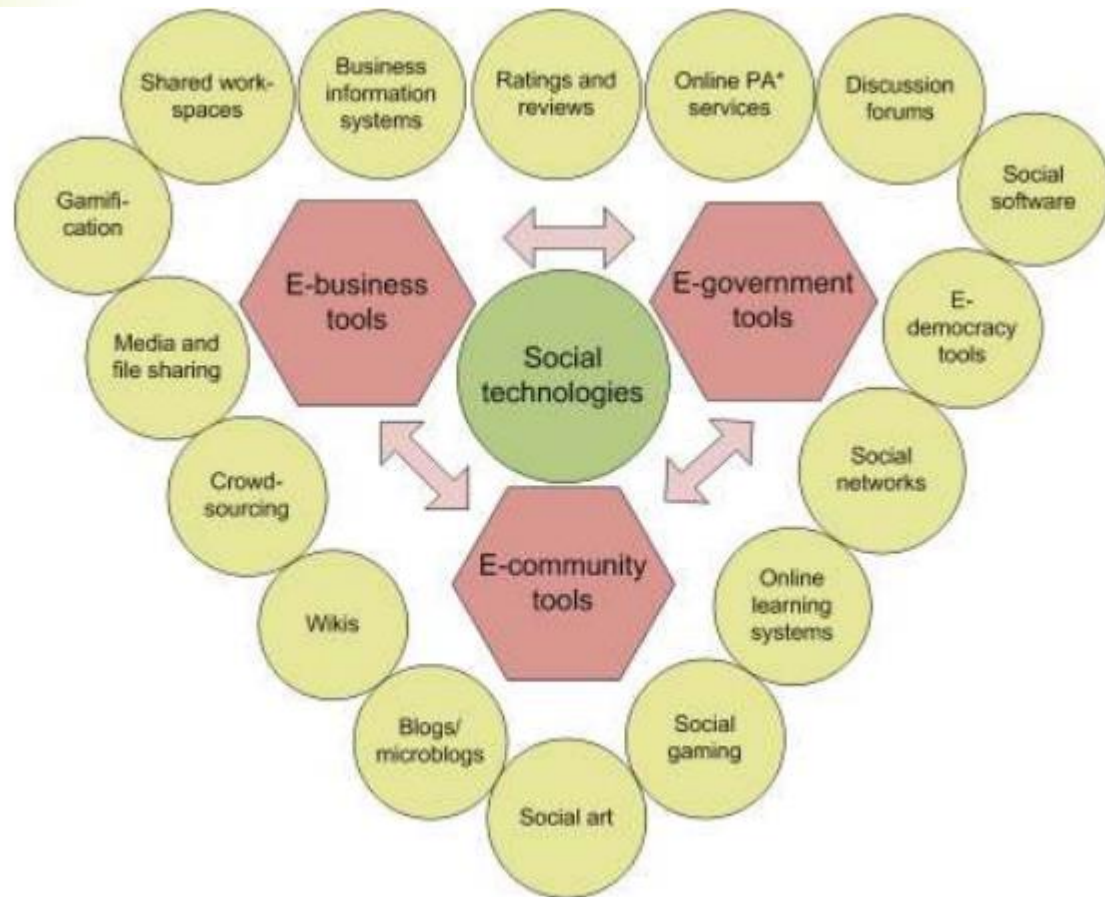 Shared work-
spaces
Business
information
systems
Ratings and
reviews
Online PA*
services
Discussion
forums
Social
software
Gamifi-
cation
E-business
tools
E-government
tools
E-
democracy
tools
Media and
file sharing
Social
technologies
Social
networks
Crowd-
sourcing
E-community
tools
Online
learning
systems
Wikis
Blogs/
microblogs
Social
gaming
Social art